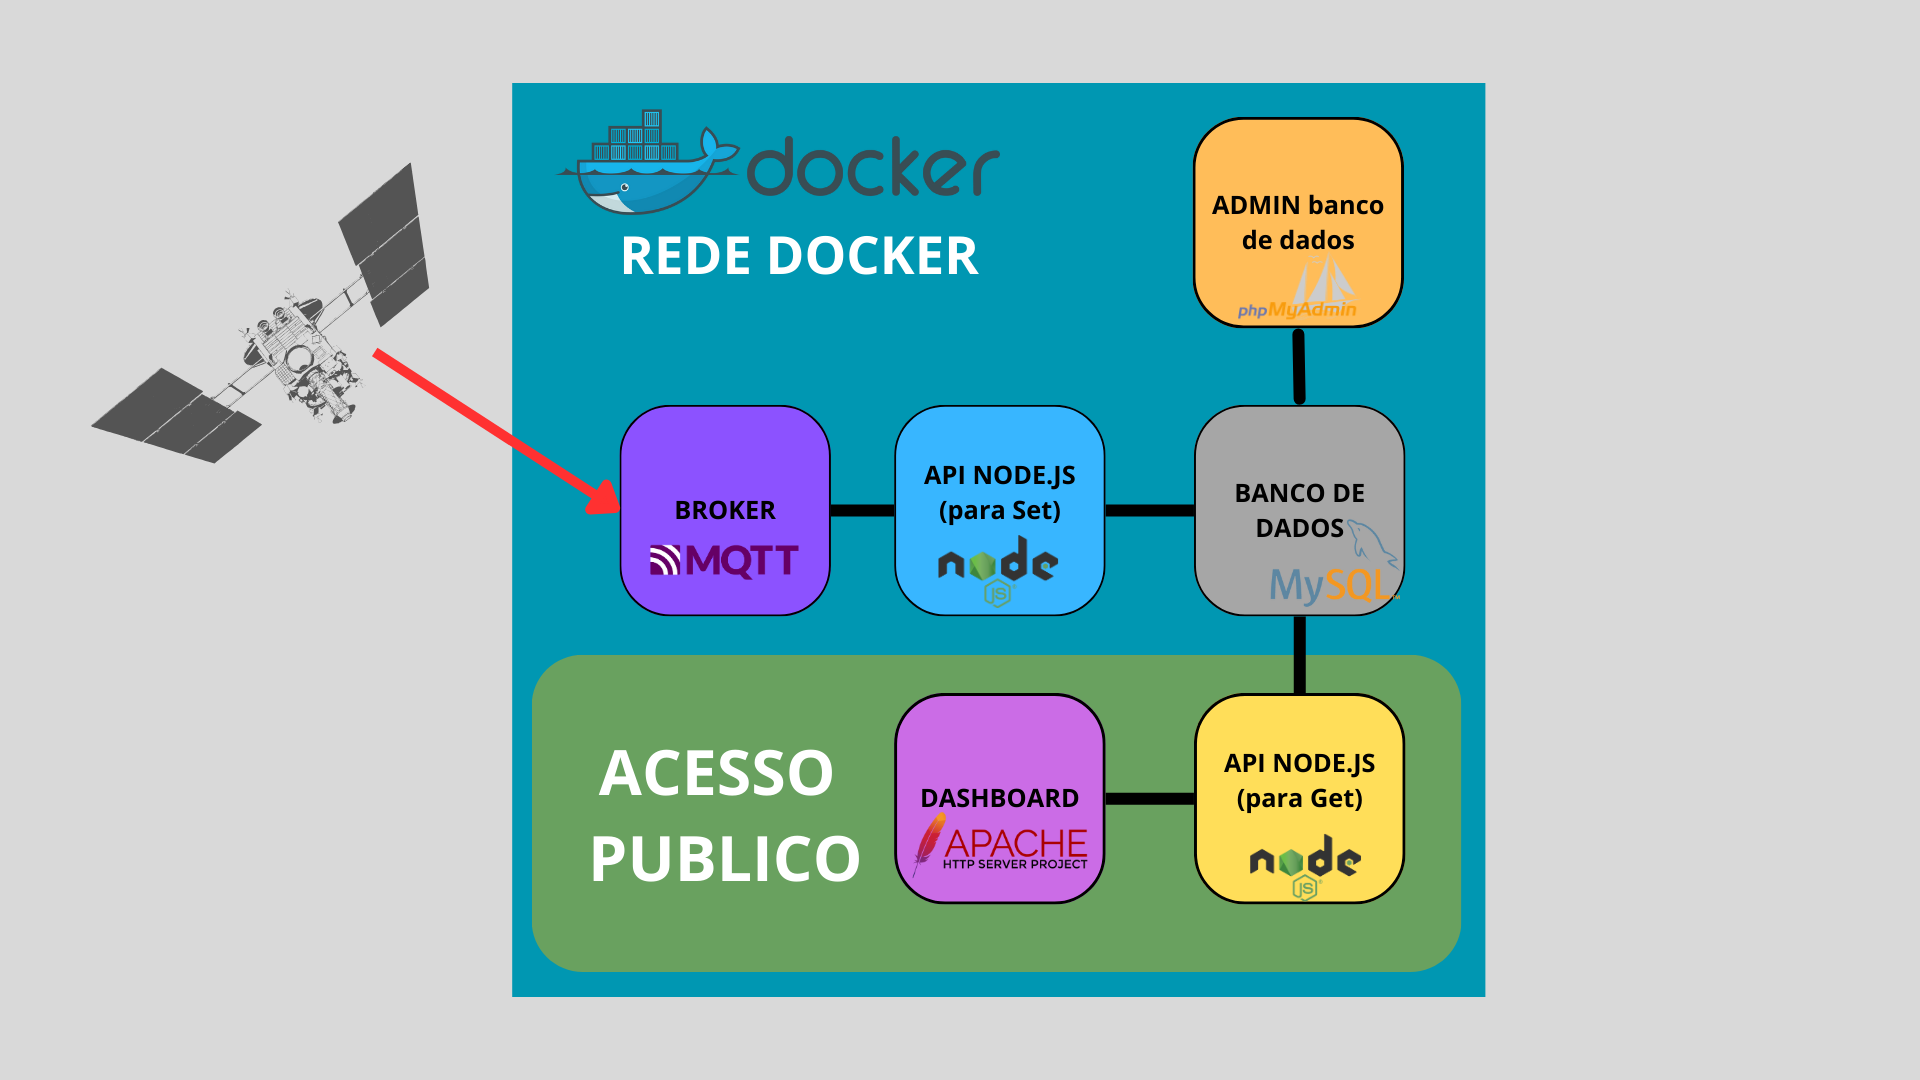 docker
REDE DOCKER
ADMIN banco
de dados
phpMyAdmin
BROKER
MQTT
API NODE.JS
(para Set)
node
JS
BANCO DE
DADOS
MySQL
ACESSO
PUBLICO
DASHBOARD
APACHE
HTTP SERVER PROJECT
API NODE.JS
(para Get)
node
JS